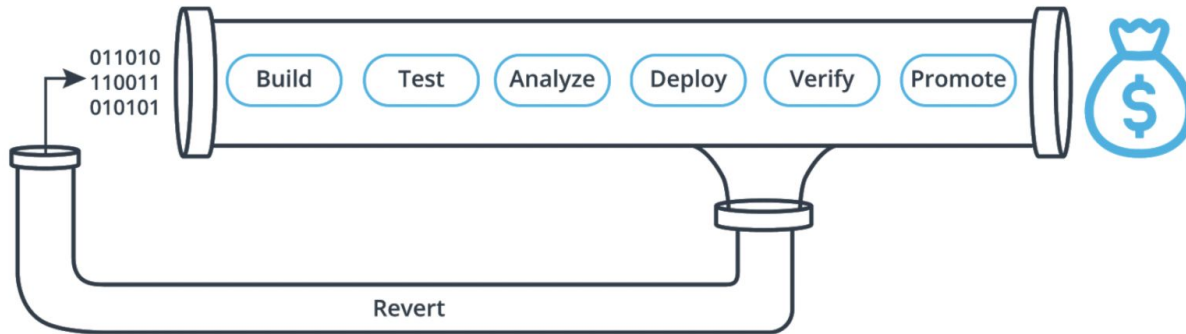 011010
110011
010101
Build Test Analyze Deploy Verify Promote
$
Revert